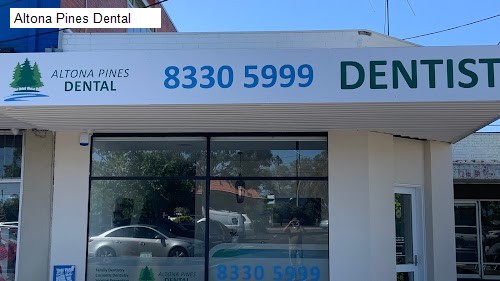 Altona Pines Dental
ALTONA PINES
DENTAL
8330 5999
DENTIST
ALTONA PINES
DENTAL
8330 5999